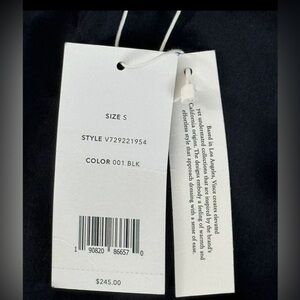 SIZE S
STYLE V729221954
COLOR 001 BLK
1 90820 86657 0
$245.00
Based in Los Angeles, Vince creates elevated
yet understated collections that are inspired by the brand's
California origins. The designs embody a feeling of warmth and
effortless style that approach dressing with a sense of ease.